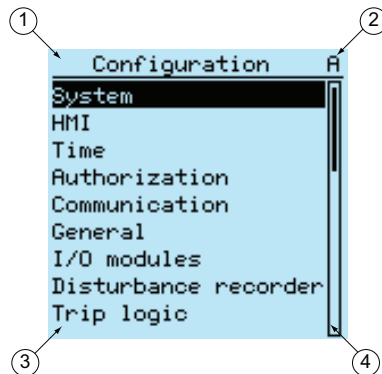 1
2
Configuration A
System
HMI
Time
Authorization
Communication
General
I/O modules
Disturbance recorder
Trip logic
3
4